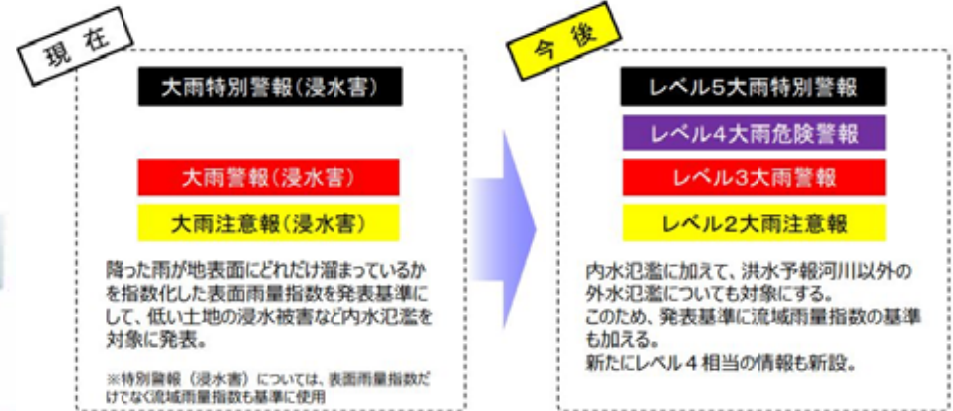 現在
大雨特別警報(浸水害)
大雨警報(浸水害)
大雨注意報(浸水害)
降った雨が地表面にどれだけ溜まっているか
を指数化した表面雨量指数を発表基準に
して、低い土地の浸水被害など内水氾濫を
対象に発表。
※特別警報(浸水害)については、表面雨量指数だ
けでなく流域雨量指数も基準に使用
今後
レベル5大雨特別警報
レベル4大雨危険警報
レベル3大雨警報
レベル2大雨注意報
内水氾濫に加えて、洪水予報河川以外の
外水氾濫についても対象にする。
このため、発表基準に流域雨量指数の基準
も加える。
新たにレベル4相当の情報も新設。